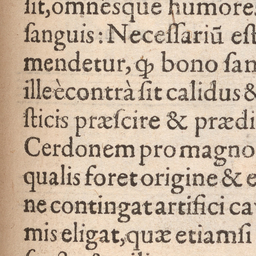 ſit, omneſque humore
ſanguis: Neceſſariũ eſt
mendetur, ꝙ bono ſan
ille è contrà ſit calidus &
ſticis præſcire & prædi
Cerdonem pro magno
qualis foret origine & e
ne contingat artifici ca
mis eligat, quæ etiamſi